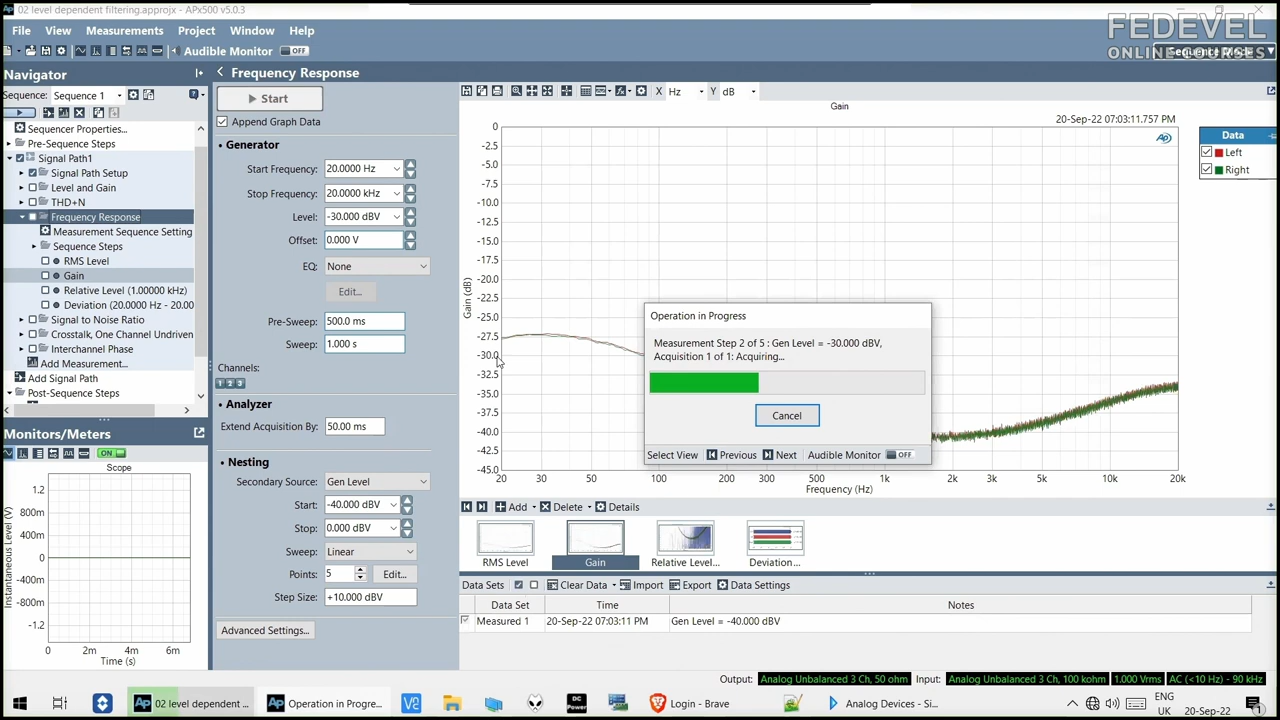 02 level dependent filtering.approjx - APx500 v5.0.3
FEDEVEL
ONLINE COURSES
File View Measurements Project Window Help
Audible Monitor OFF
Sequence Mode
Navigator
Sequence: Sequence 1
Sequencer Properties...
Pre-Sequence Steps
Signal Path1
Signal Path Setup
Level and Gain
THD+N
Frequency Response
Measurement Sequence Setting
Sequence Steps
RMS Level
Gain
Relative Level (1.00000 kHz)
Deviation (20.0000 Hz - 20.00
Signal to Noise Ratio
Crosstalk, One Channel Undriven
Interchannel Phase
Add Measurement...
Add Signal Path
Post-Sequence Steps
Monitors/Meters
ON
Scope
Instantaneous Level (V)
1.2
800m
400m
0
-400m
-800m
-1.2
0 2m 4m 6m
Time (s)
Frequency Response
Start
Append Graph Data
Generator
Start Frequency: 20.0000 Hz
Stop Frequency: 20.0000 kHz
Level: -30.000 dBV
Offset: 0.000 V
EQ: None
Edit...
Pre-Sweep: 500.0 ms
Sweep: 1.000 s
Channels:
1 2 3
Analyzer
Extend Acquisition By: 50.00 ms
Nesting
Secondary Source: Gen Level
Start: -40.000 dBV
Stop: 0.000 dBV
Sweep: Linear
Points: 5 Edit...
Step Size: +10.000 dBV
Advanced Settings...
X Hz Y dB
Gain
20-Sep-22 07:03:11.757 PM
Gain (dB)
0
-2.5
-5.0
-7.5
-10.0
-12.5
-15.0
-17.5
-20.0
-22.5
-25.0
-27.5
-30.0
-32.5
-35.0
-37.5
-40.0
-42.5
-45.0
20 30 50 100 200 300 500 1k 2k 3k 5k 10k 20k
Frequency (Hz)
Data
Left
Right
Operation in Progress
Measurement Step 2 of 5 : Gen Level = -30.000 dBV,
Acquisition 1 of 1: Acquiring...
Cancel
Select View Previous Next Audible Monitor OFF
Add Delete Details
RMS Level Gain Relative Level... Deviation...
Data Sets Clear Data Import Export Data Settings
Data Set Time Notes
Measured 1 20-Sep-22 07:03:11 PM Gen Level = -40.000 dBV
Output: Analog Unbalanced 3 Ch, 50 ohm Input: Analog Unbalanced 3 Ch, 100 kohm 1.000 Vrms AC (<10 Hz) - 90 kHz
02 level dependent ... Operation in Progre... DC Power Login - Brave Analog Devices - Si...
ENG
UK 20-Sep-22